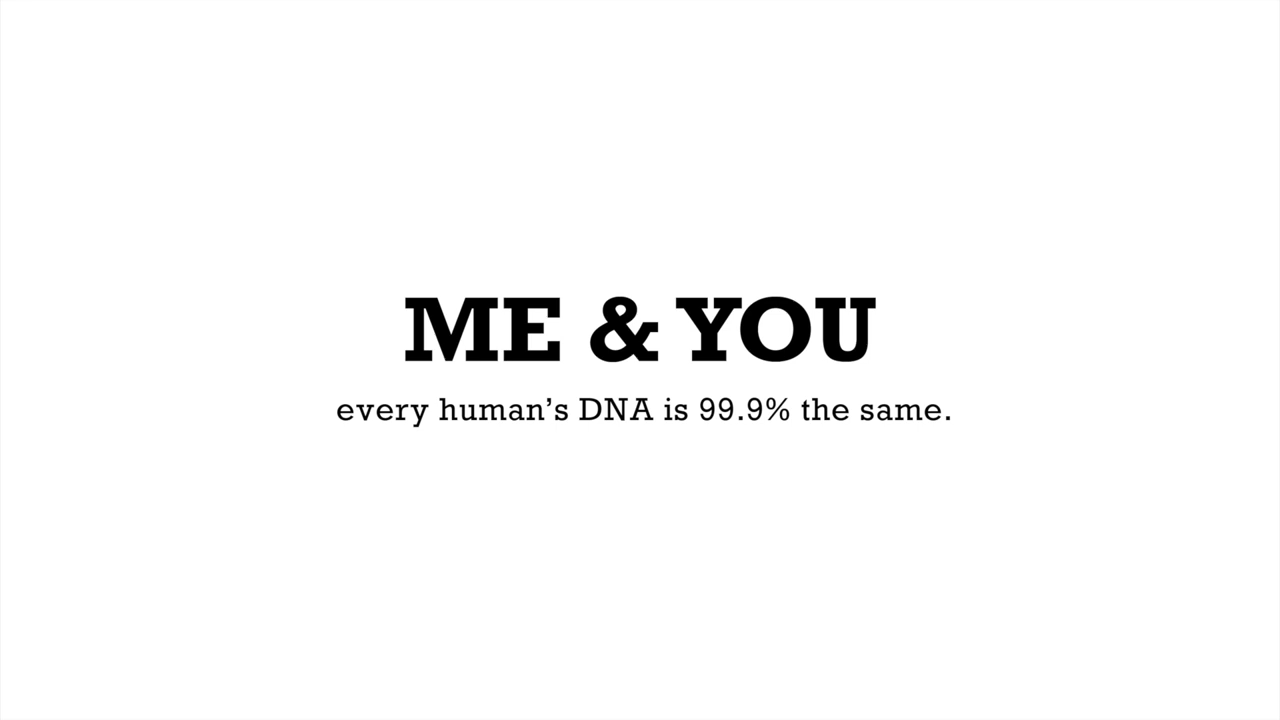 ME & YOU
every human’s DNA is 99.9% the same.